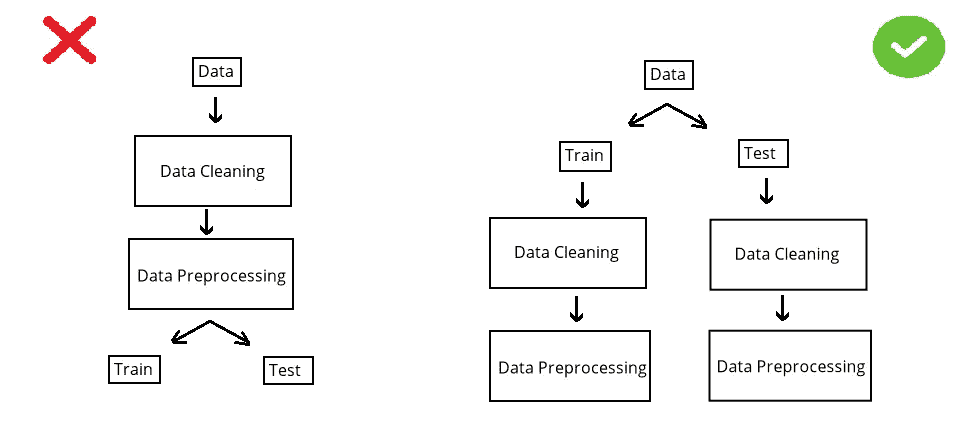 Data
Data Cleaning
Data Preprocessing
Train
Test
Data
Train
Test
Data Cleaning
Data Cleaning
Data Preprocessing
Data Preprocessing